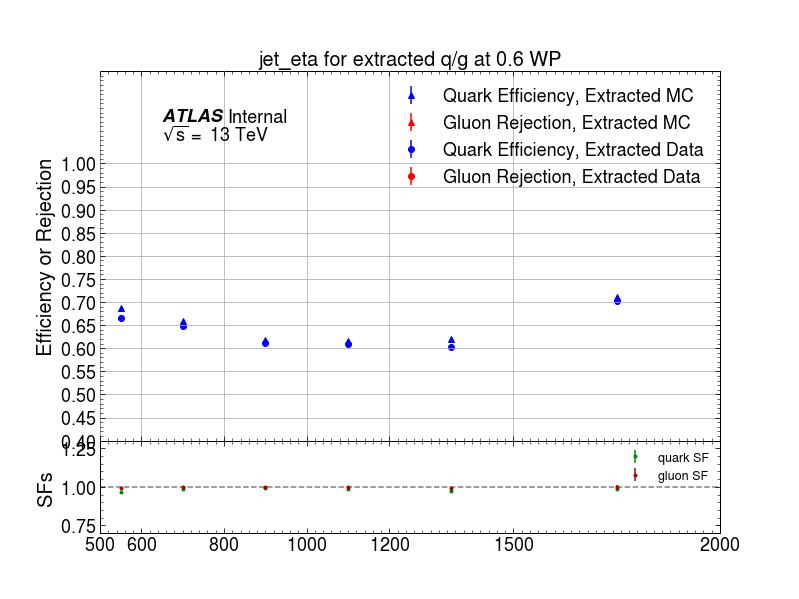 jet_eta for extracted q/g at 0.6 WP
ATLAS Internal
√s = 13 TeV
Quark Efficiency, Extracted MC
Gluon Rejection, Extracted MC
Quark Efficiency, Extracted Data
Gluon Rejection, Extracted Data
Efficiency or Rejection
1.00
0.95
0.90
0.85
0.80
0.75
0.70
0.65
0.60
0.55
0.50
0.45
0.40
SFs
1.25
1.00
0.75
quark SF
gluon SF
500 600 800 1000 1200 1500 2000